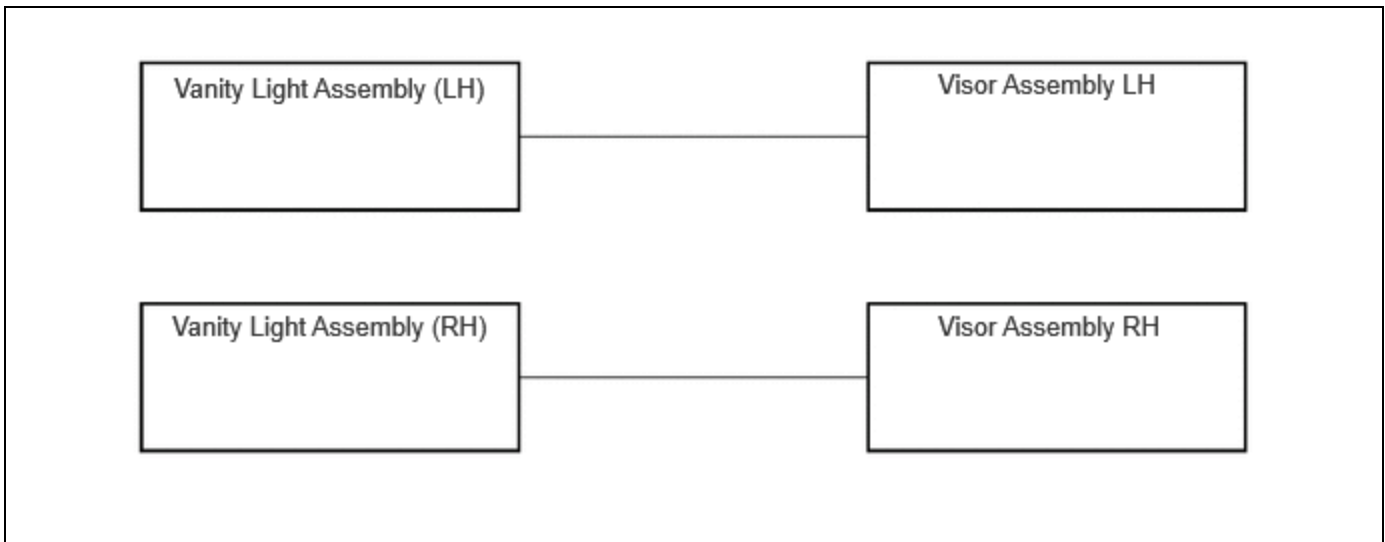 Vanity Light Assembly (LH)
Visor Assembly LH
Vanity Light Assembly (RH)
Visor Assembly RH